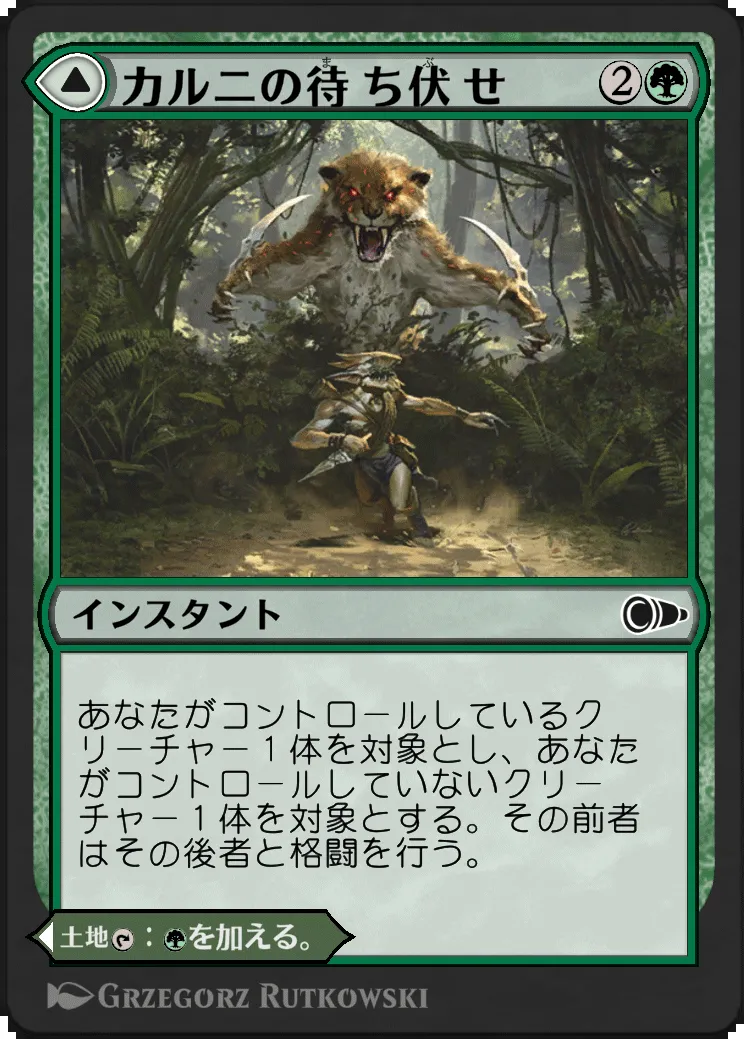 カルニの待ち伏せ
2
インスタント
あなたがコントロールしているク
リーチャー１体を対象とし、あなた
がコントロールしていないクリー
チャー１体を対象とする。その前者
はその後者と格闘を行う。
土地：を加える。
GRZEGORZ RUTKOWSKI